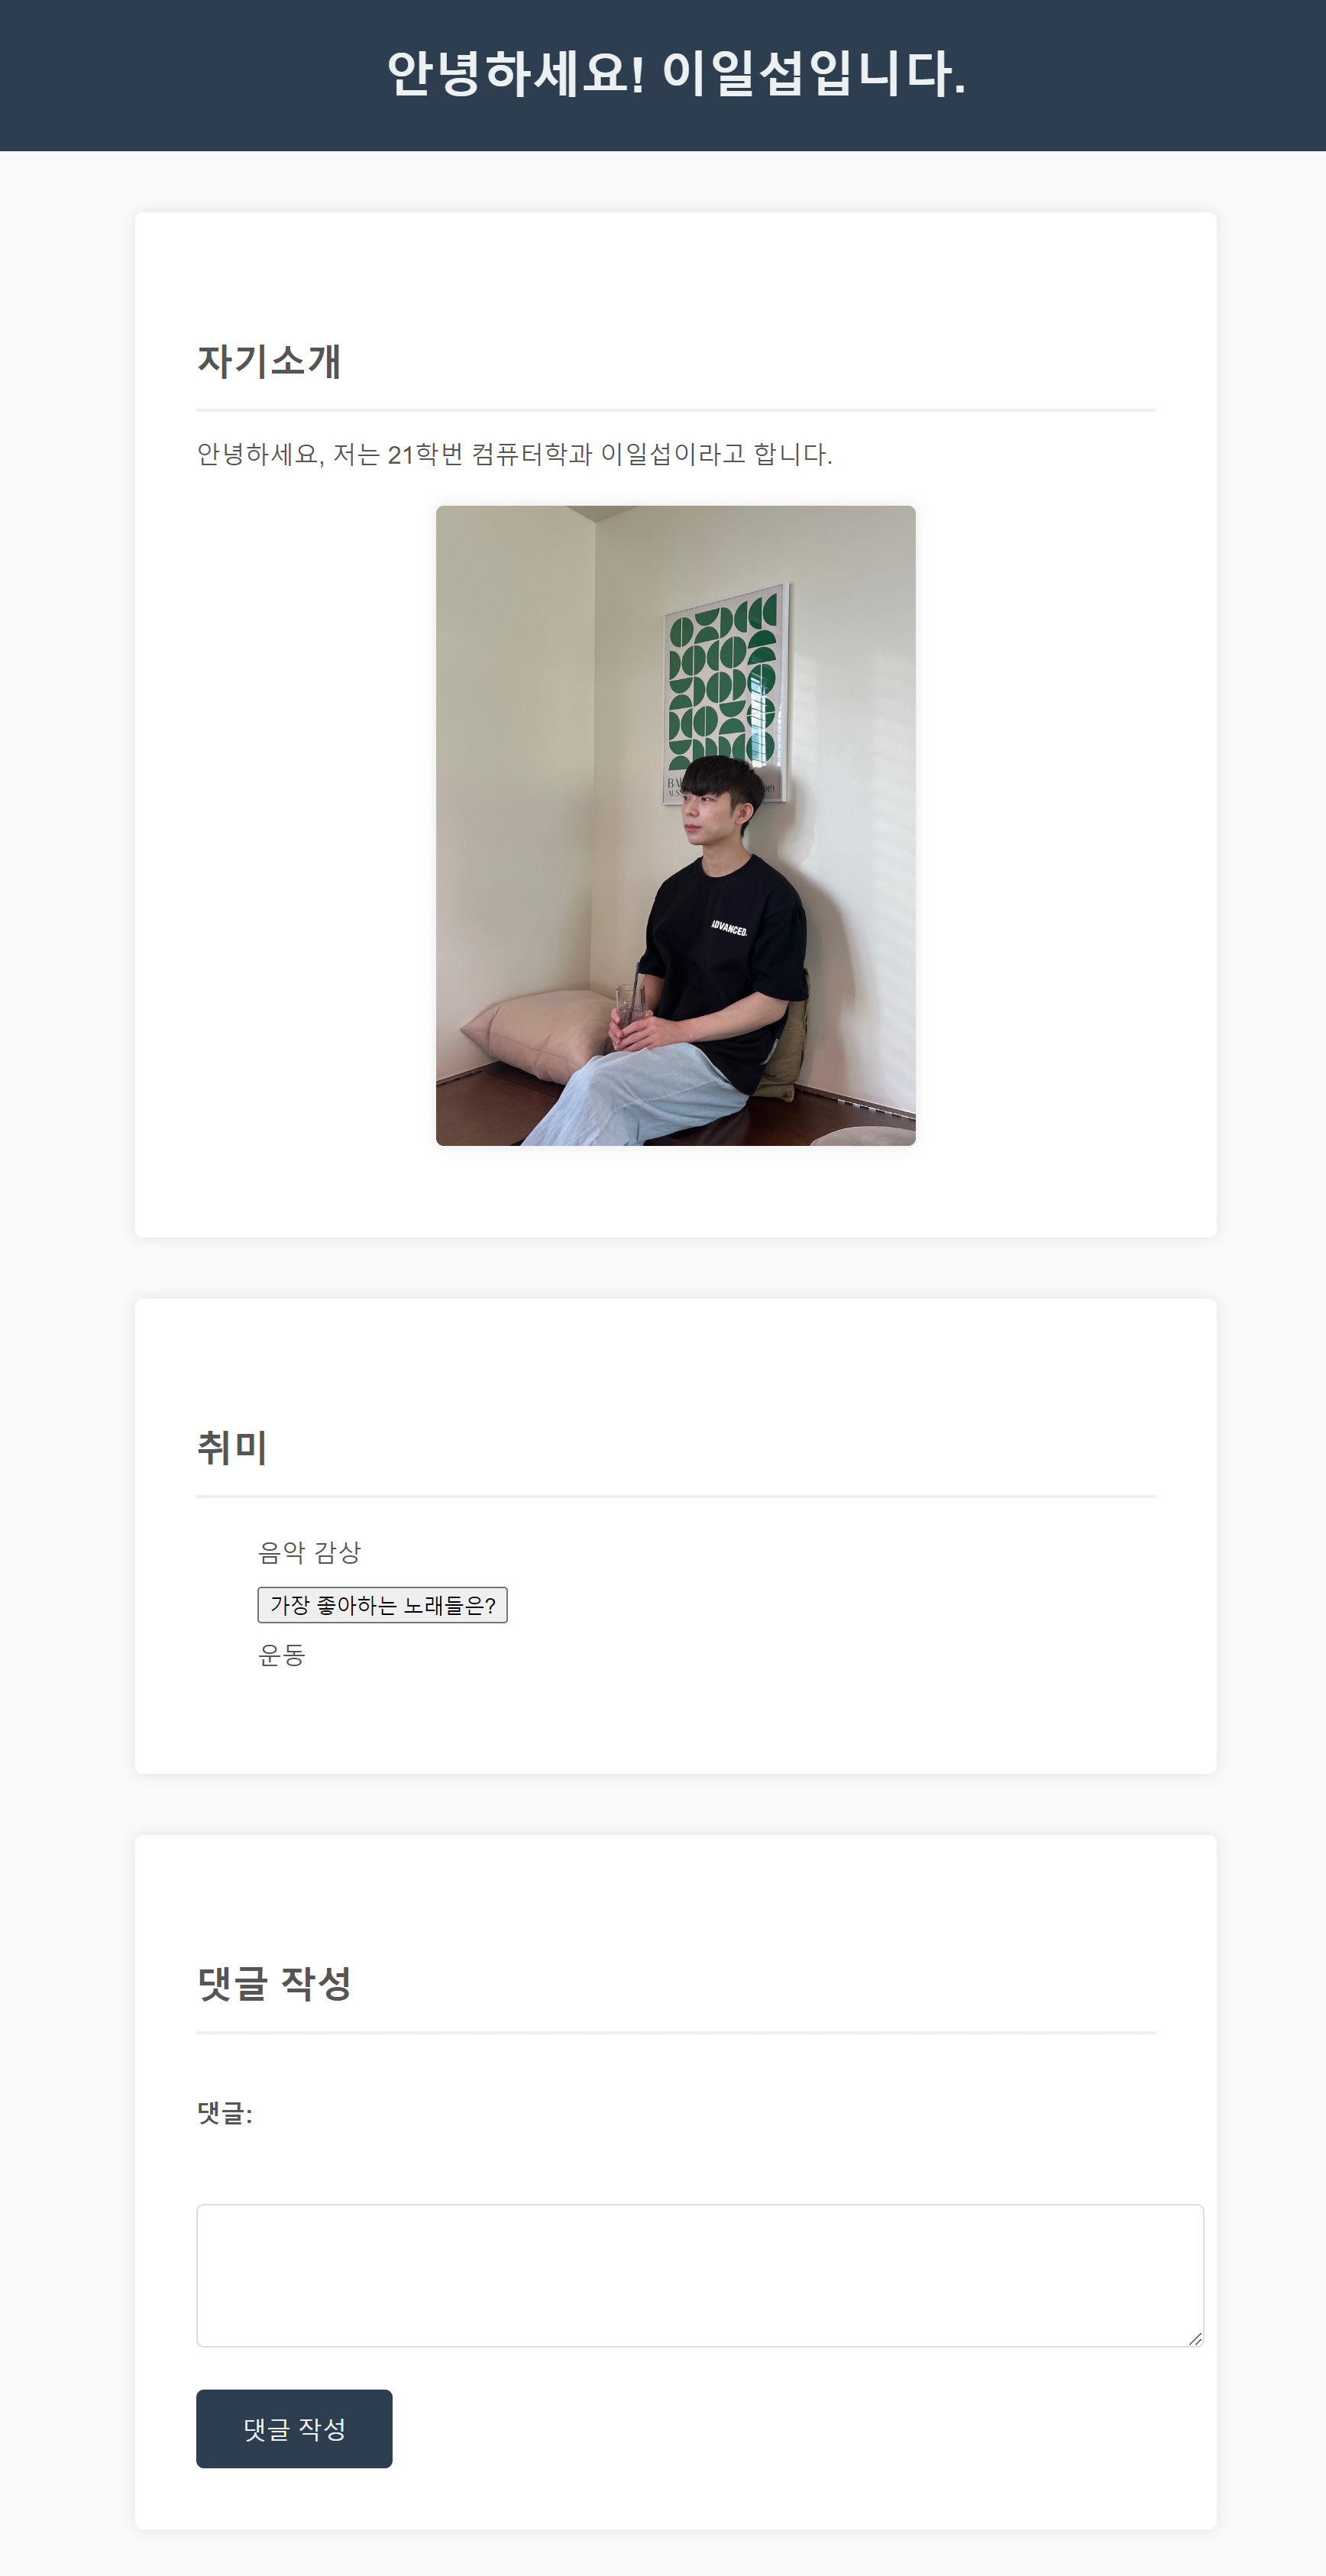 안녕하세요! 이일섭입니다.
자기소개
안녕하세요, 저는 21학번 컴퓨터학과 이일섭이라고 합니다.
ADVANCED.
취미
음악 감상
가장 좋아하는 노래들은?
운동
댓글 작성
댓글:
댓글 작성